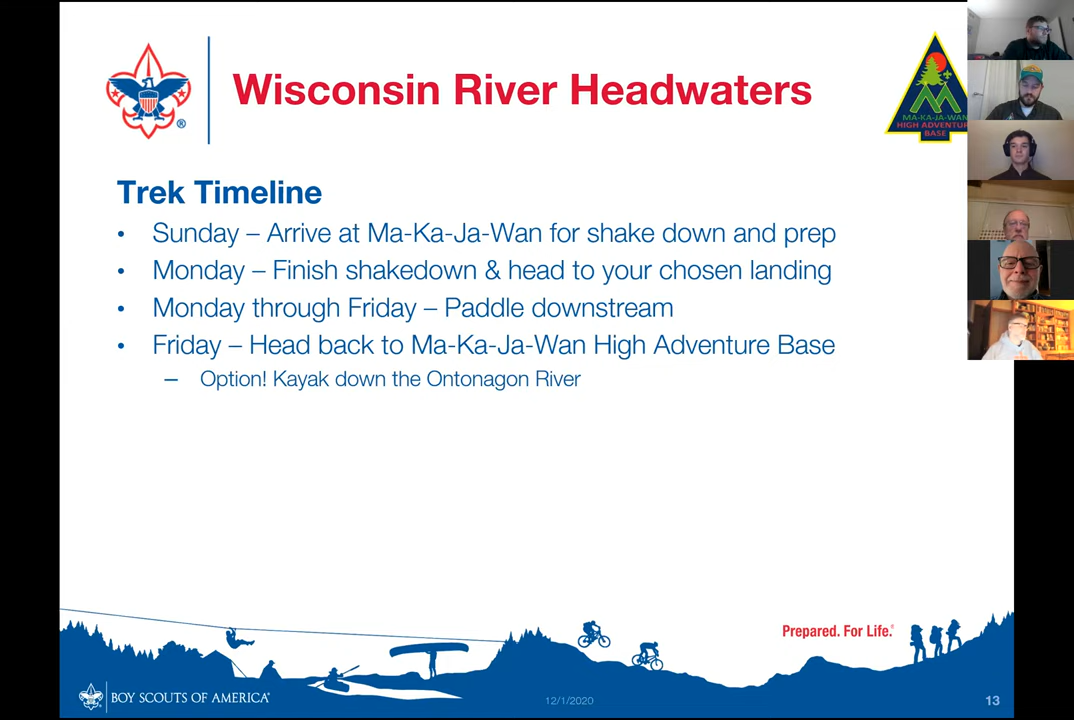 Wisconsin River Headwaters
MA-KA-JA-WAN
HIGH ADVENTUR
BASE
Trek Timeline
• Sunday – Arrive at Ma-Ka-Ja-Wan for shake down and prep
• Monday – Finish shakedown & head to your chosen landing
• Monday through Friday – Paddle downstream
• Friday – Head back to Ma-Ka-Ja-Wan High Adventure Base
– Option! Kayak down the Ontonagon River
Prepared. For Life.®
BOY SCOUTS OF AMERICA®
12/1/2020
13